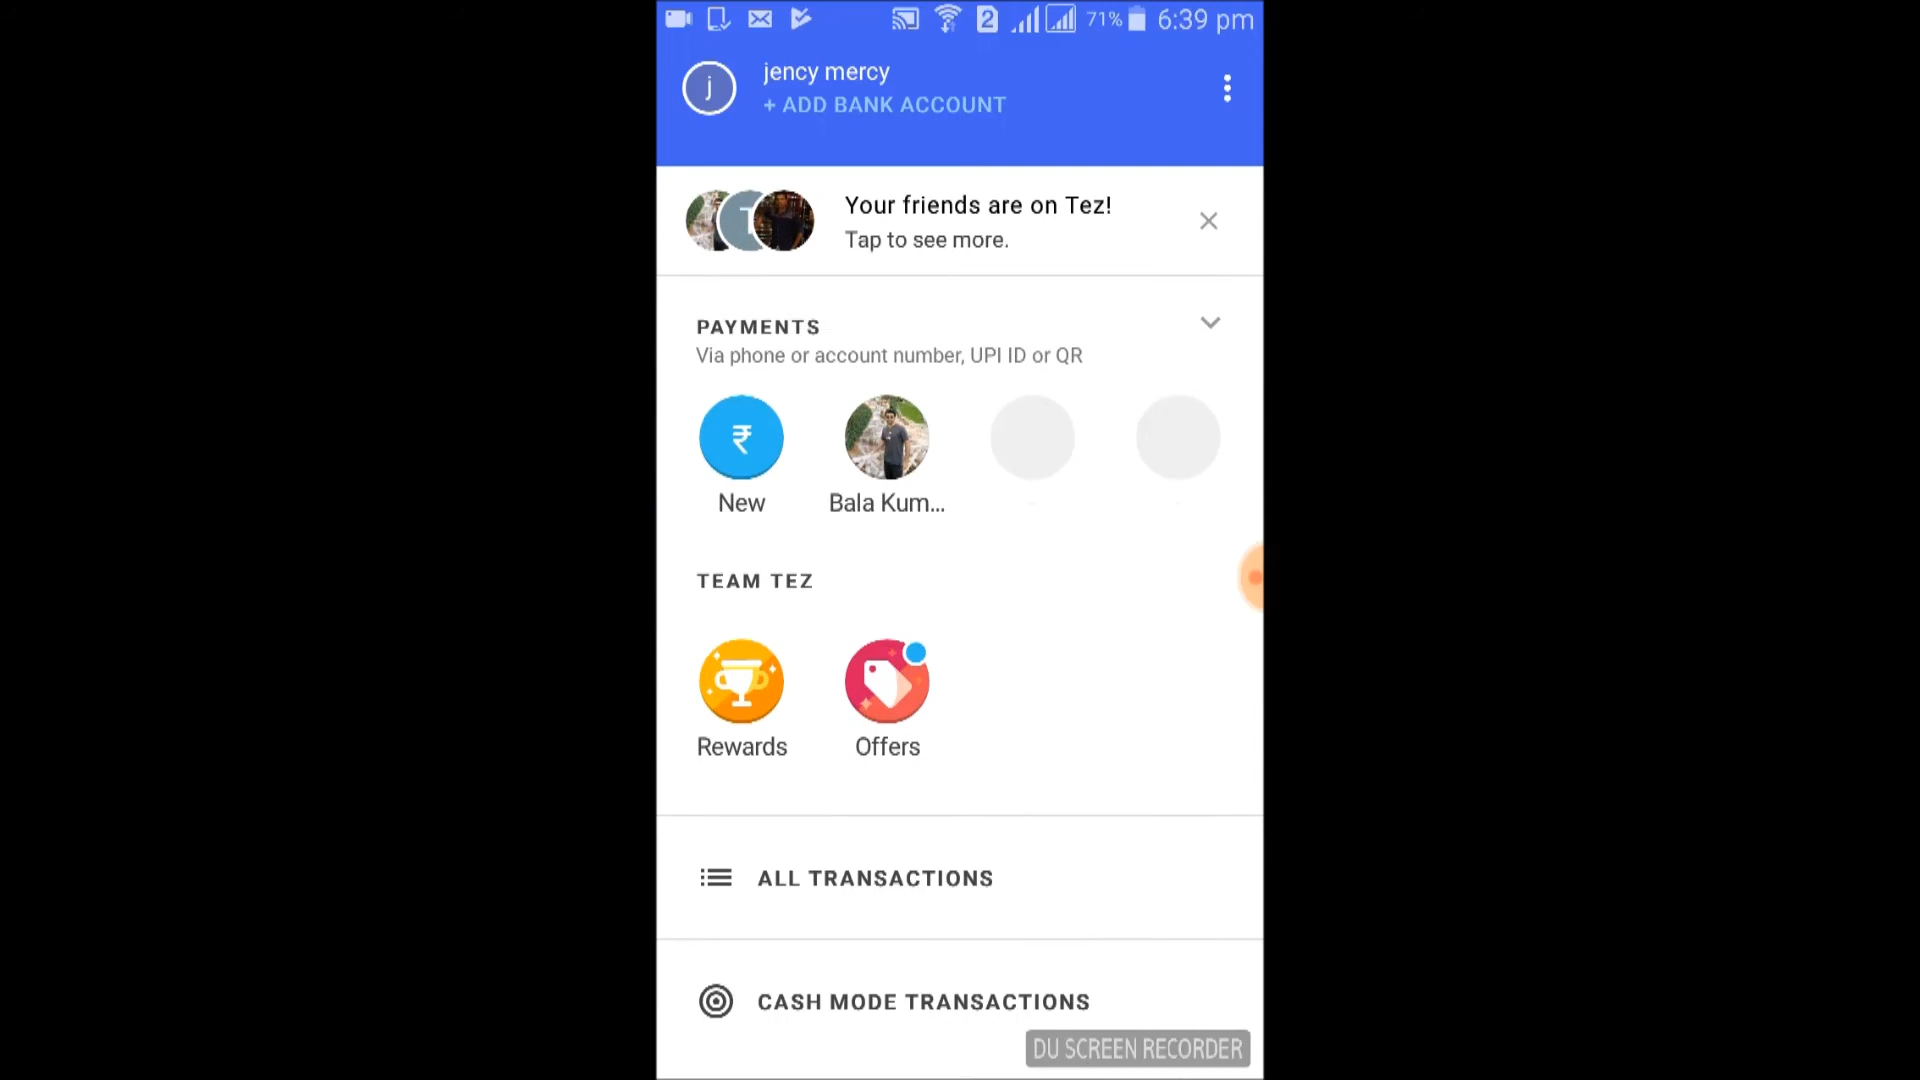 2 71% 6:39 pm
j
jency mercy
+ ADD BANK ACCOUNT
Your friends are on Tez!
Tap to see more.
PAYMENTS
Via phone or account number, UPI ID or QR
₹
New
Bala Kum...
TEAM TEZ
Rewards
Offers
ALL TRANSACTIONS
CASH MODE TRANSACTIONS
DU SCREEN RECORDER